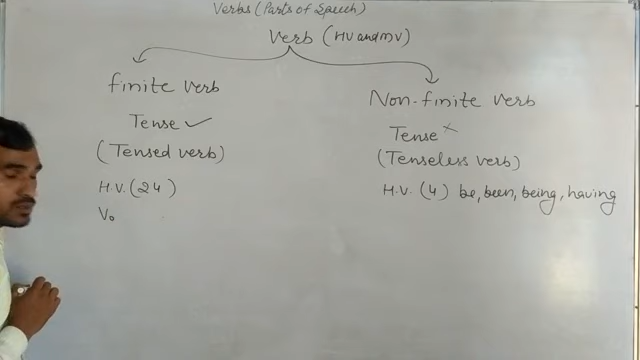 Verbs (Parts of Speech)
Verb (HV and MV)
finite verb
Tense ✓
(Tensed verb)
H.V. (24)
V₀
Non-finite verb
Tense ×
(Tenseless verb)
H.V. (4) be, been, being, having